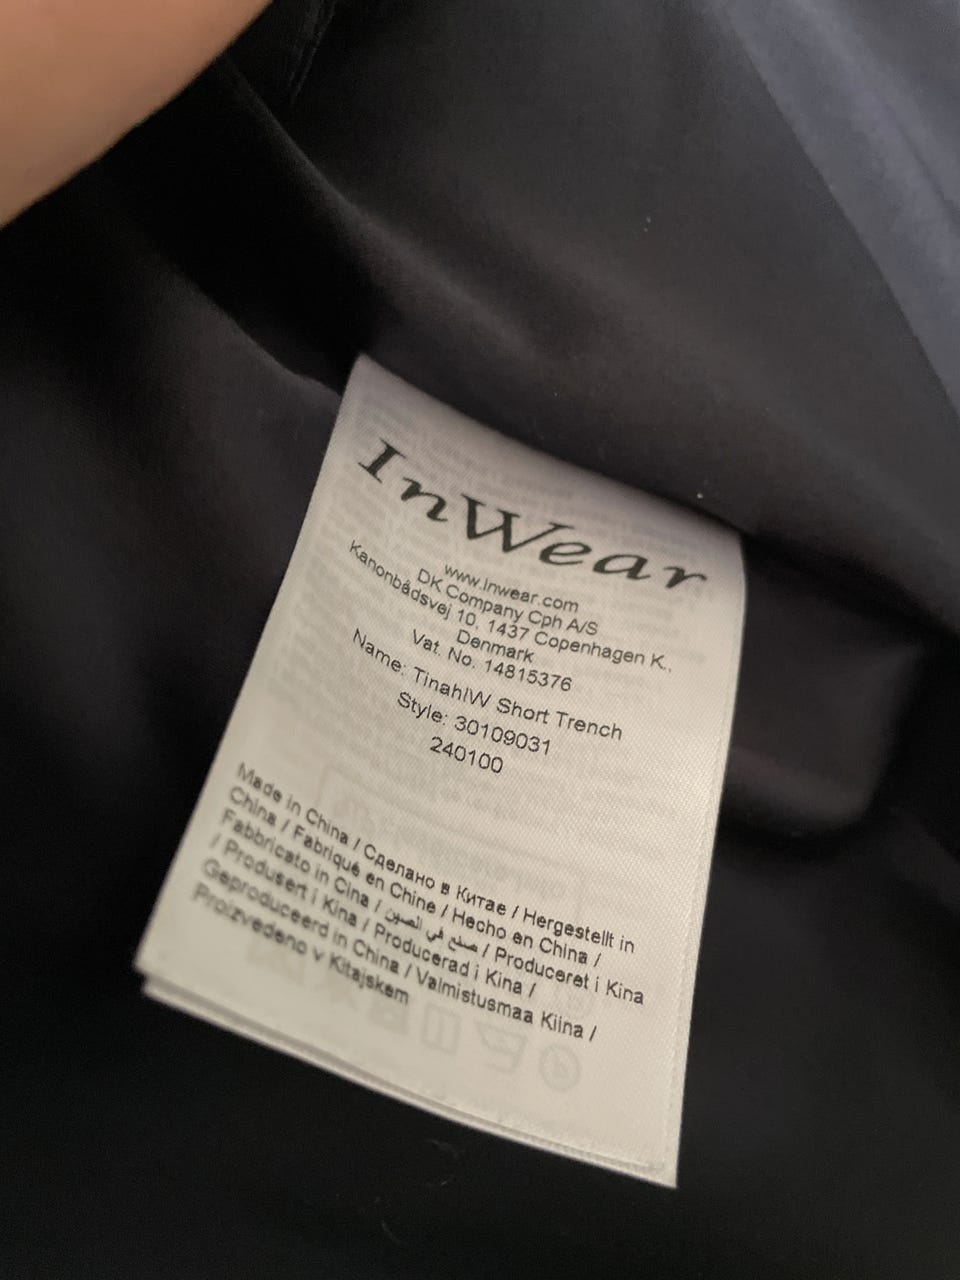 InWear
www.inwear.com
DK Company Cph A/S
Kanonbådsvej 10, 1437 Copenhagen K.,
Denmark
Vat. No. 14815376
Name: TinahIW Short Trench
Style: 30109031
240100
Made in China / Сделано в Китае / Hergestellt in
China / Fabriqué en Chine / Hecho en China /
Fabbricato in Cina / صنع في الصين / Produceret i Kina
/ Produsert i Kina / Producerad i Kina /
Geproduceerd in China / Valmistusmaa Kiina /
Proizvedeno v Kitajskem